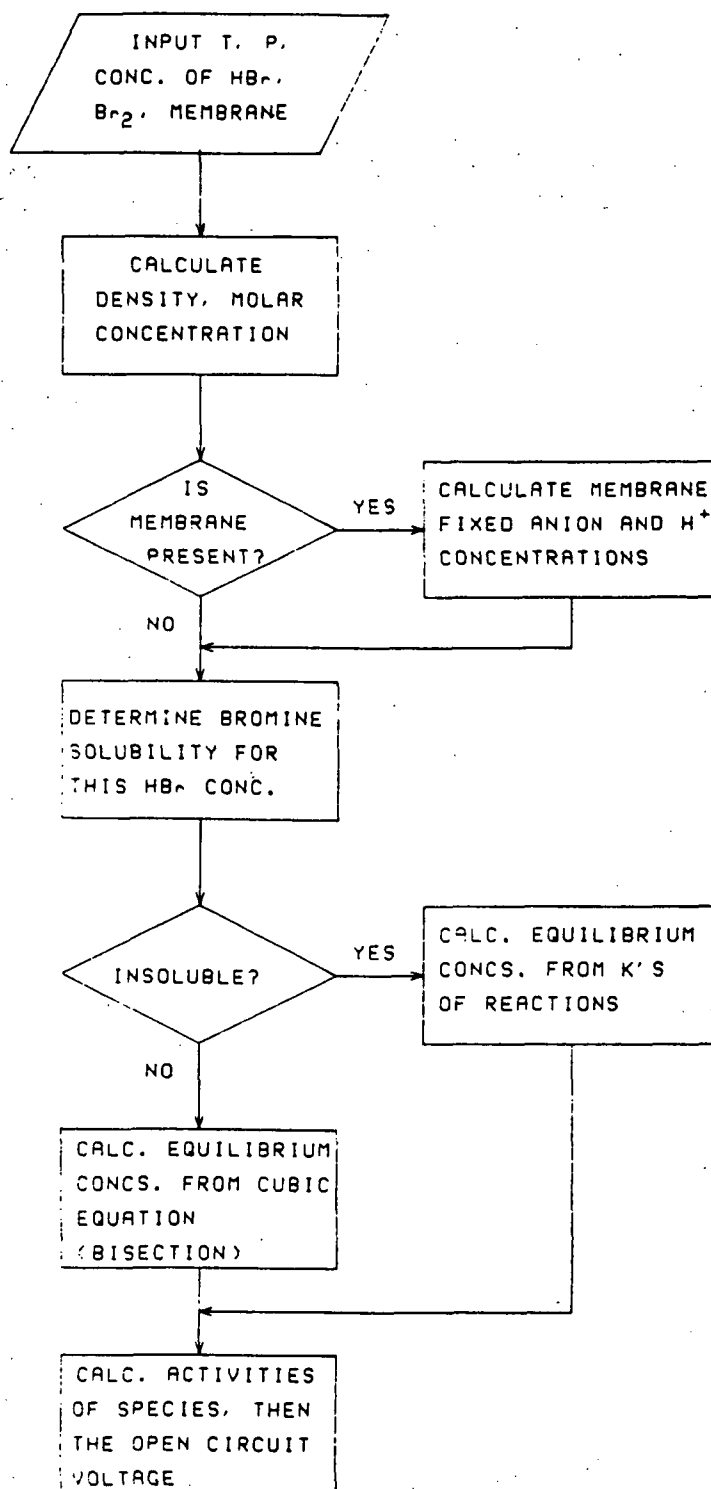 INPUT T, P,
CONC. OF HBr,
Br2, MEMBRANE
CALCULATE
DENSITY, MOLAR
CONCENTRATION
IS
MEMBRANE
PRESENT?
YES
CALCULATE MEMBRANE
FIXED ANION AND H+
CONCENTRATIONS
NO
DETERMINE BROMINE
SOLUBILITY FOR
THIS HBr CONC.
INSOLUBLE?
YES
CALC. EQUILIBRIUM
CONCS. FROM K'S
OF REACTIONS
NO
CALC. EQUILIBRIUM
CONCS. FROM CUBIC
EQUATION
(BISECTION)
CALC. ACTIVITIES
OF SPECIES, THEN
THE OPEN CIRCUIT
VOLTAGE